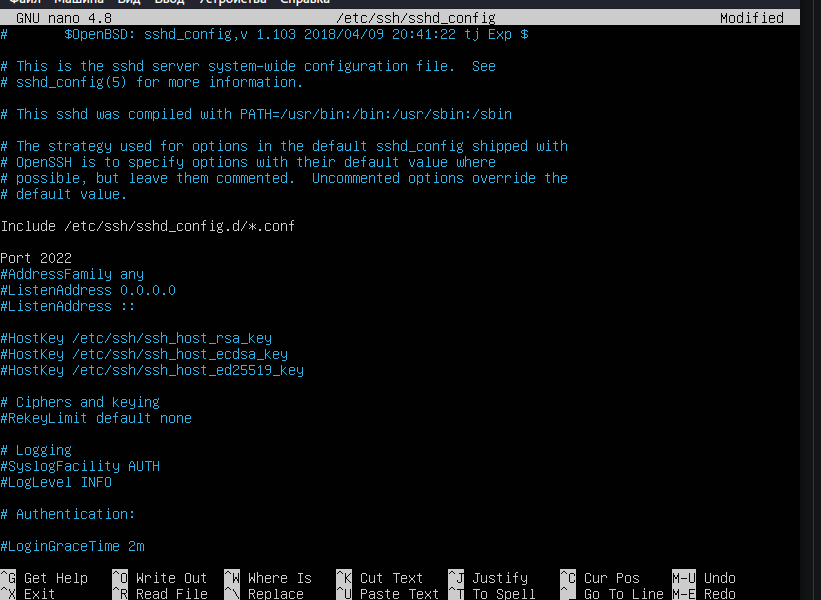 Файл Машина Вид Ввод Устройства Справка
GNU nano 4.8 /etc/ssh/sshd_config Modified
# $OpenBSD: sshd_config,v 1.103 2018/04/09 20:41:22 tj Exp $
# This is the sshd server system-wide configuration file. See
# sshd_config(5) for more information.
# This sshd was compiled with PATH=/usr/bin:/bin:/usr/sbin:/sbin
# The strategy used for options in the default sshd_config shipped with
# OpenSSH is to specify options with their default value where
# possible, but leave them commented. Uncommented options override the
# default value.
Include /etc/ssh/sshd_config.d/*.conf
Port 2022
#AddressFamily any
#ListenAddress 0.0.0.0
#ListenAddress ::
#HostKey /etc/ssh/ssh_host_rsa_key
#HostKey /etc/ssh/ssh_host_ecdsa_key
#HostKey /etc/ssh/ssh_host_ed25519_key
# Ciphers and keying
#RekeyLimit default none
# Logging
#SyslogFacility AUTH
#LogLevel INFO
# Authentication:
#LoginGraceTime 2m
^G Get Help ^O Write Out ^W Where Is ^K Cut Text ^J Justify ^C Cur Pos M-U Undo
^X Exit ^R Read File ^\ Replace ^U Paste Text ^T To Spell ^_ Go To Line M-E Redo